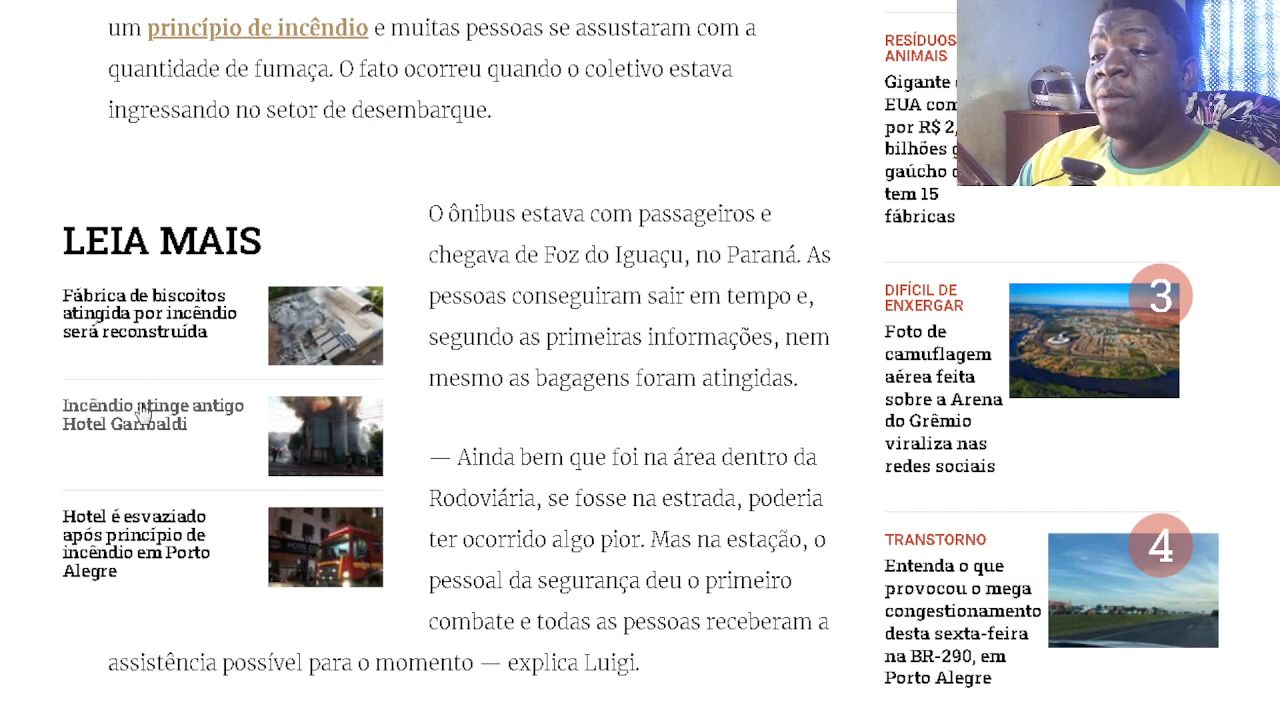 um princípio de incêndio e muitas pessoas se assustaram com a
quantidade de fumaça. O fato ocorreu quando o coletivo estava
ingressando no setor de desembarque.
LEIA MAIS
Fábrica de biscoitos
atingida por incêndio
será reconstruída
Incêndio atinge antigo
Hotel Garibaldi
Hotel é esvaziado
após princípio de
incêndio em Porto
Alegre
O ônibus estava com passageiros e
chegava de Foz do Iguaçu, no Paraná. As
pessoas conseguiram sair em tempo e,
segundo as primeiras informações, nem
mesmo as bagagens foram atingidas.
— Ainda bem que foi na área dentro da
Rodoviária, se fosse na estrada, poderia
ter ocorrido algo pior. Mas na estação, o
pessoal da segurança deu o primeiro
combate e todas as pessoas receberam a
assistência possível para o momento — explica Luigi.
RESÍDUOS
ANIMAIS
Gigante
EUA
por R$ 2,
bilhões
gaúcho
tem 15
fábricas
DIFÍCIL DE
ENXERGAR
3
Foto de
camuflagem
aérea feita
sobre a Arena
do Grêmio
viraliza nas
redes sociais
TRANSTORNO
4
Entenda o que
provocou o mega
congestionamento
desta sexta-feira
na BR-290, em
Porto Alegre